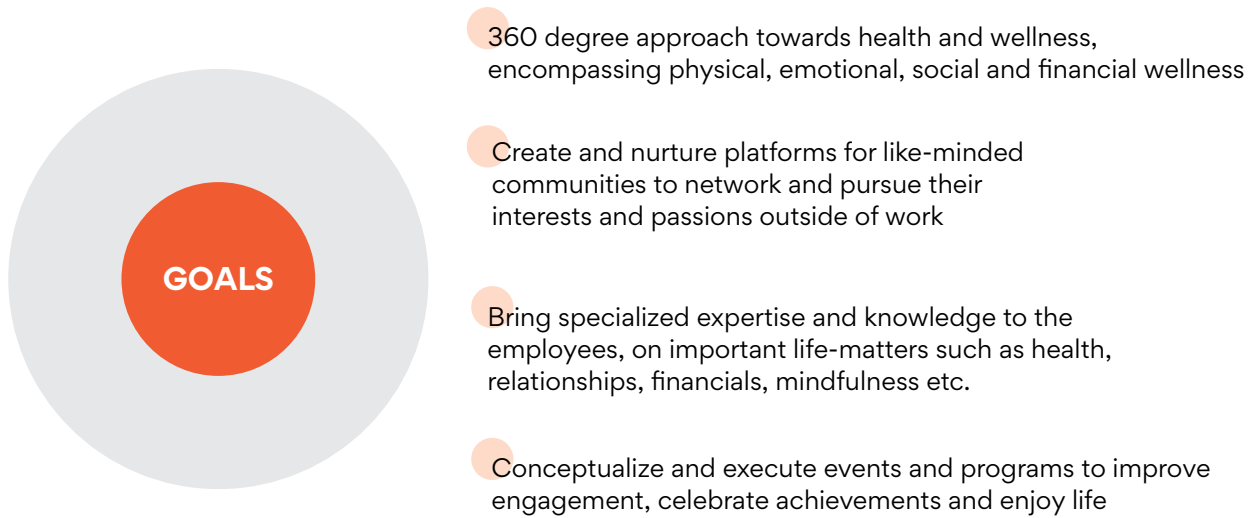 GOALS
360 degree approach towards health and wellness,
encompassing physical, emotional, social and financial wellness
Create and nurture platforms for like-minded
communities to network and pursue their
interests and passions outside of work
Bring specialized expertise and knowledge to the
employees, on important life-matters such as health,
relationships, financials, mindfulness etc.
Conceptualize and execute events and programs to improve
engagement, celebrate achievements and enjoy life